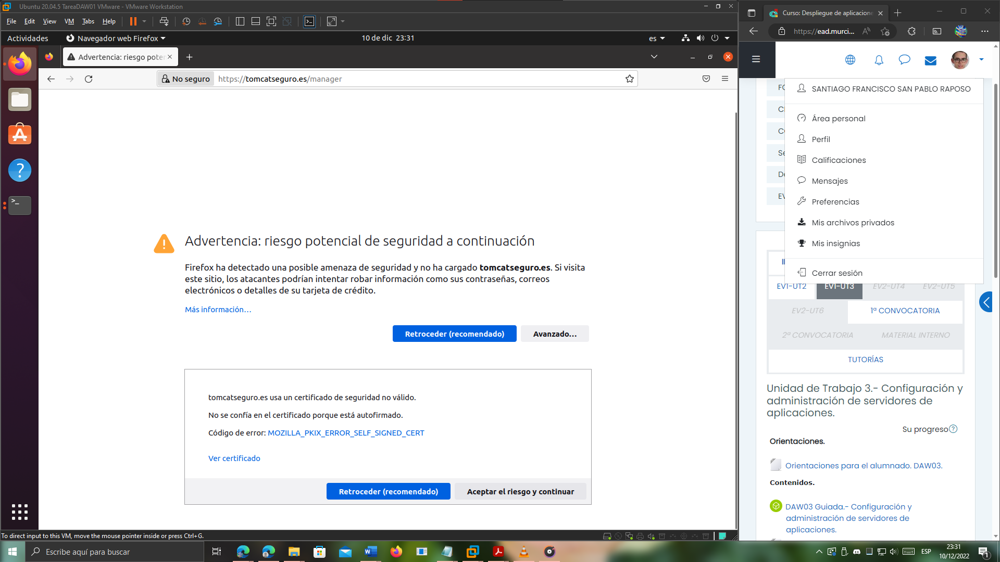 Ubuntu 20.04.5 TareaDAW01 VMware - VMware Workstation
File Edit View VM Tabs Help
Actividades
Navegador web Firefox
10 de dic 23:31
es
Advertencia: riesgo poten
No seguro
https://tomcatseguro.es/manager
Advertencia: riesgo potencial de seguridad a continuación
Firefox ha detectado una posible amenaza de seguridad y no ha cargado tomcatseguro.es. Si visita
este sitio, los atacantes podrían intentar robar información como sus contraseñas, correos
electrónicos o detalles de su tarjeta de crédito.
Más información…
Retroceder (recomendado)
Avanzado…
tomcatseguro.es usa un certificado de seguridad no válido.
No se confía en el certificado porque está autofirmado.
Código de error: MOZILLA_PKIX_ERROR_SELF_SIGNED_CERT
Ver certificado
Retroceder (recomendado)
Aceptar el riesgo y continuar
To direct input to this VM, move the mouse pointer inside or press Ctrl+G.
Curso: Despliegue de aplicacione
https://ead.murci...
SANTIAGO FRANCISCO SAN PABLO RAPOSO
Área personal
Perfil
Calificaciones
Mensajes
Preferencias
Mis archivos privados
Mis insignias
Cerrar sesión
EV1-UT2
EV1-UT3
EV2-UT4
EV2-UT5
EV2-UT6
1ª CONVOCATORIA
2ª CONVOCATORIA
MATERIAL INTERNO
TUTORÍAS
Unidad de Trabajo 3.- Configuración y
administración de servidores de
aplicaciones.
Su progreso
Orientaciones.
Orientaciones para el alumnado. DAW03.
Contenidos.
DAW03 Guiada.- Configuración y
administración de servidores de
aplicaciones.
Escribe aquí para buscar
ESP
23:31
10/12/2022
1